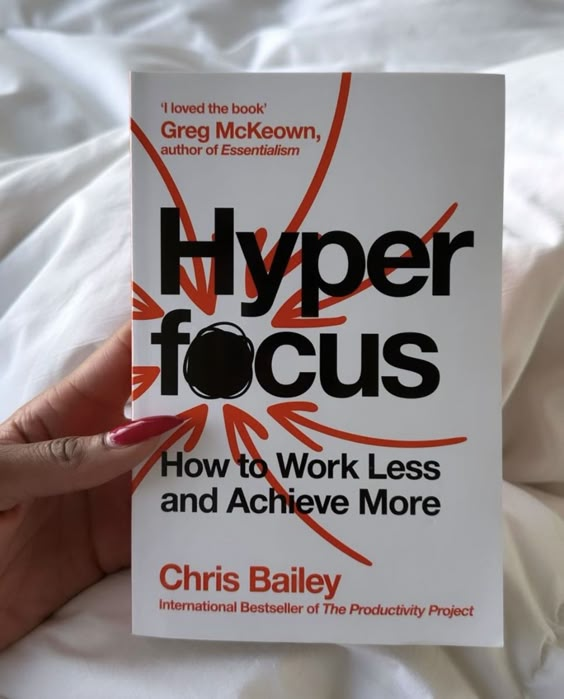 'I loved the book'
Greg McKeown,
author of Essentialism
Hyper
focus
How to Work Less
and Achieve More
Chris Bailey
International Bestseller of The Productivity Project